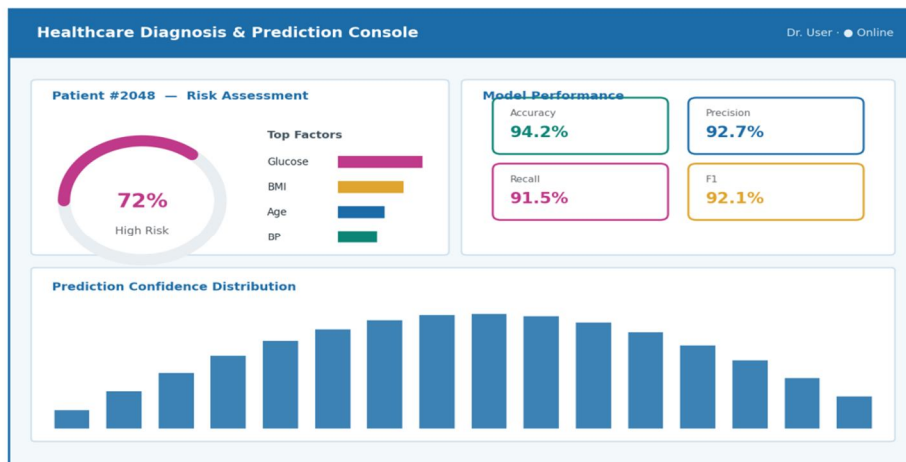 Healthcare Diagnosis & Prediction Console
Dr. User · ● Online
Patient #2048 — Risk Assessment
72%
High Risk
Top Factors
Glucose
BMI
Age
BP
Model Performance
Accuracy
94.2%
Precision
92.7%
Recall
91.5%
F1
92.1%
Prediction Confidence Distribution